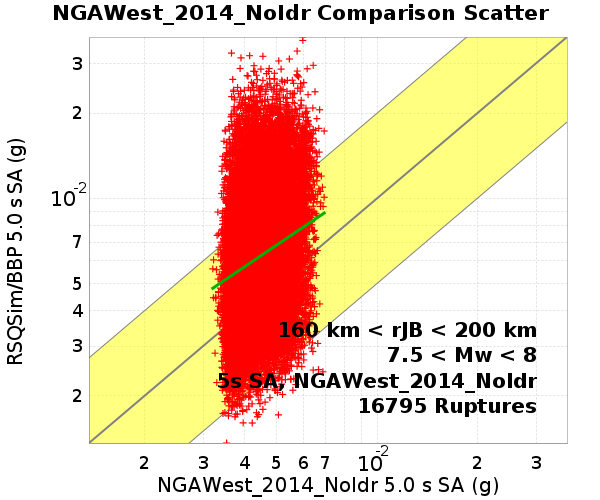 NGAWest_2014_NoIdr Comparison Scatter
RSQSim/BBP 5.0 s SA (g)
3
2
10-2
7
5
4
3
2
160 km < rJB < 200 km
7.5 < Mw < 8
5s SA, NGAWest_2014_NoIdr
16795 Ruptures
2 3 4 5 6 7 10-2 2 3
NGAWest_2014_NoIdr 5.0 s SA (g)